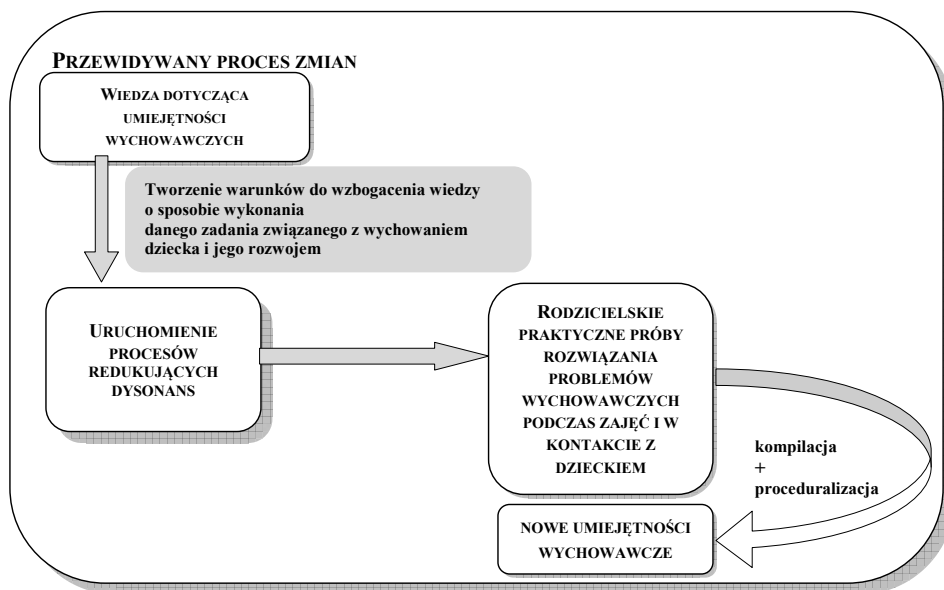 PRZEWIDYWANY PROCES ZMIAN
WIEDZA DOTYCZĄCA
UMIEJĘTNOŚCI
WYCHOWAWCZYCH
Tworzenie warunków do wzbogacenia wiedzy
o sposobie wykonania
danego zadania związanego z wychowaniem
dziecka i jego rozwojem
URUCHOMIENIE
PROCESÓW
REDUKUJĄCYCH
DYSONANS
RODZICIELSKIE
PRAKTYCZNE PRÓBY
ROZWIĄZANIA
PROBLEMÓW
WYCHOWAWCZYCH
PODCZAS ZAJĘĆ I W
KONTAKCIE Z
DZIECKIEM
kompilacja
+
proceduralizacja
NOWE UMIEJĘTNOŚCI
WYCHOWAWCZE